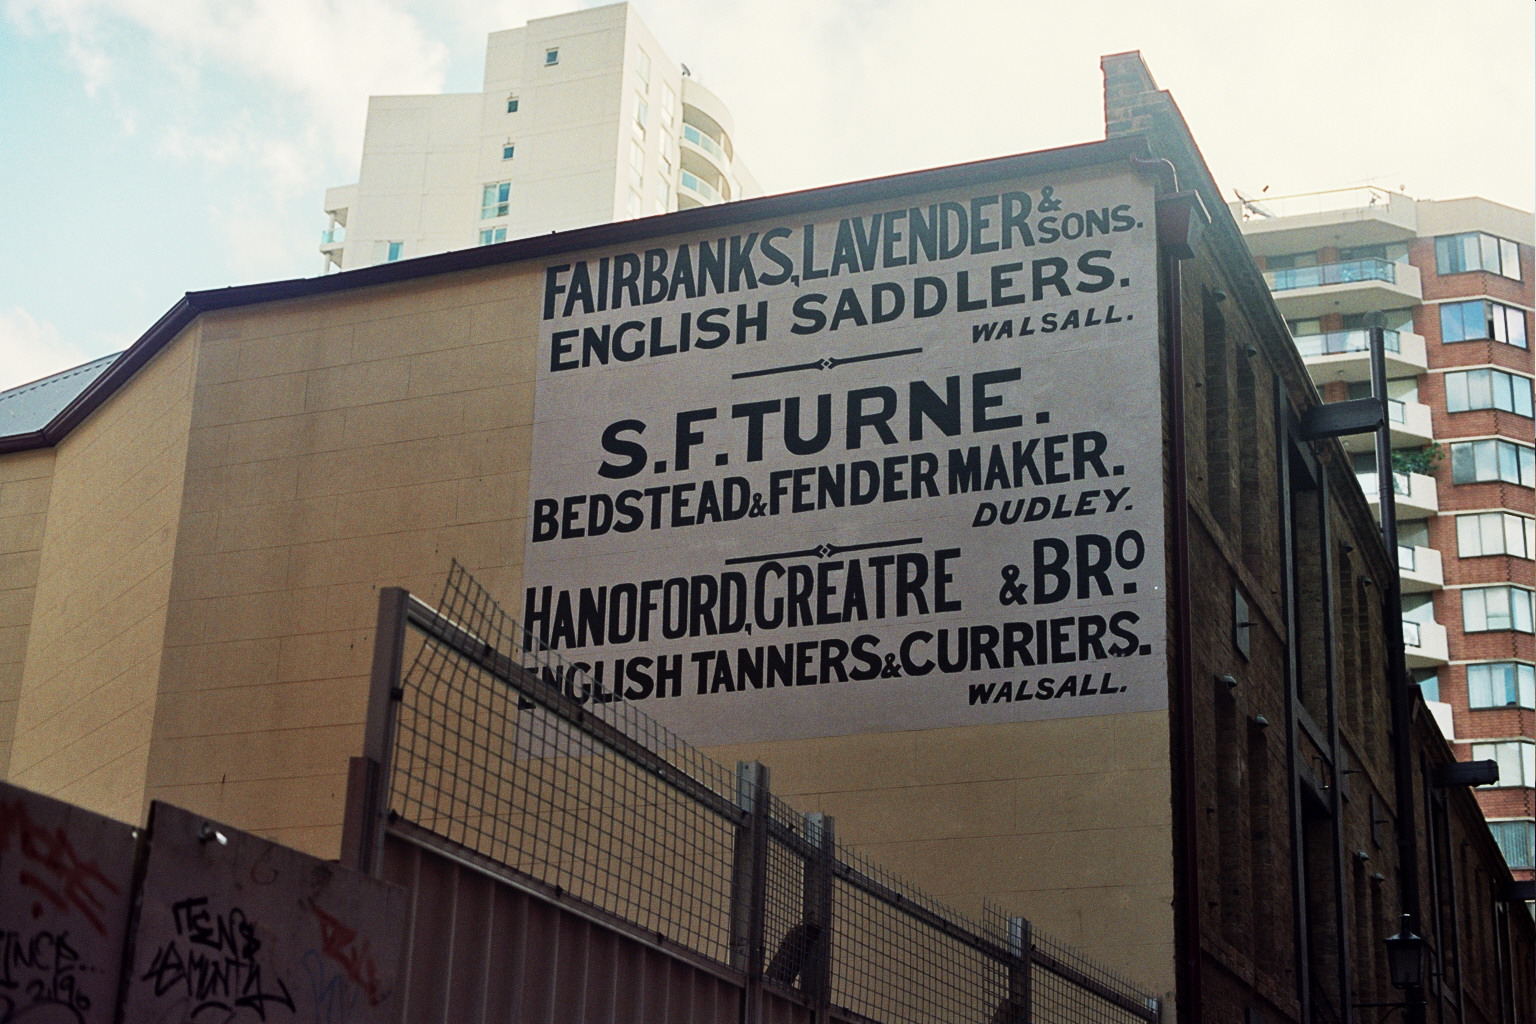 FAIRBANKS, LAVENDER & SONS.
ENGLISH SADDLERS.
WALSALL.
S.F. TURNE.
BEDSTEAD & FENDER MAKER.
DUDLEY.
HANOFORD, GREATRE & BRO.
ENGLISH TANNERS & CURRIERS.
WALSALL.